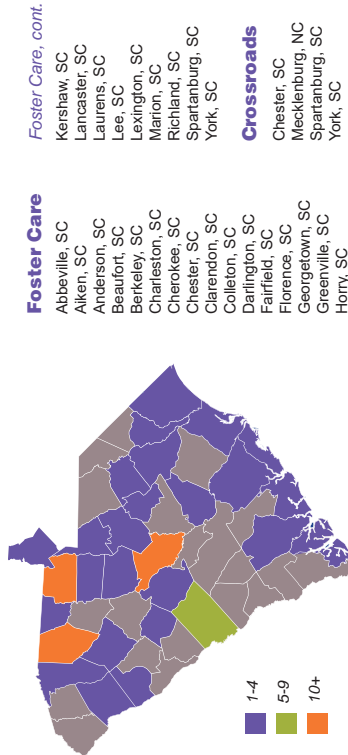 Foster Care
Abbeville, SC
Aiken, SC
Anderson, SC
Beaufort, SC
Berkeley, SC
Charleston, SC
Cherokee, SC
Chester, SC
Clarendon, SC
Colleton, SC
Darlington, SC
Fairfield, SC
Florence, SC
Georgetown, SC
Greenville, SC
Horry, SC
Foster Care, cont.
Kershaw, SC
Lancaster, SC
Laurens, SC
Lee, SC
Lexington, SC
Marion, SC
Richland, SC
Spartanburg, SC
York, SC
Crossroads
Chester, SC
Mecklenburg, NC
Spartanburg, SC
York, SC
1-4
5-9
10+